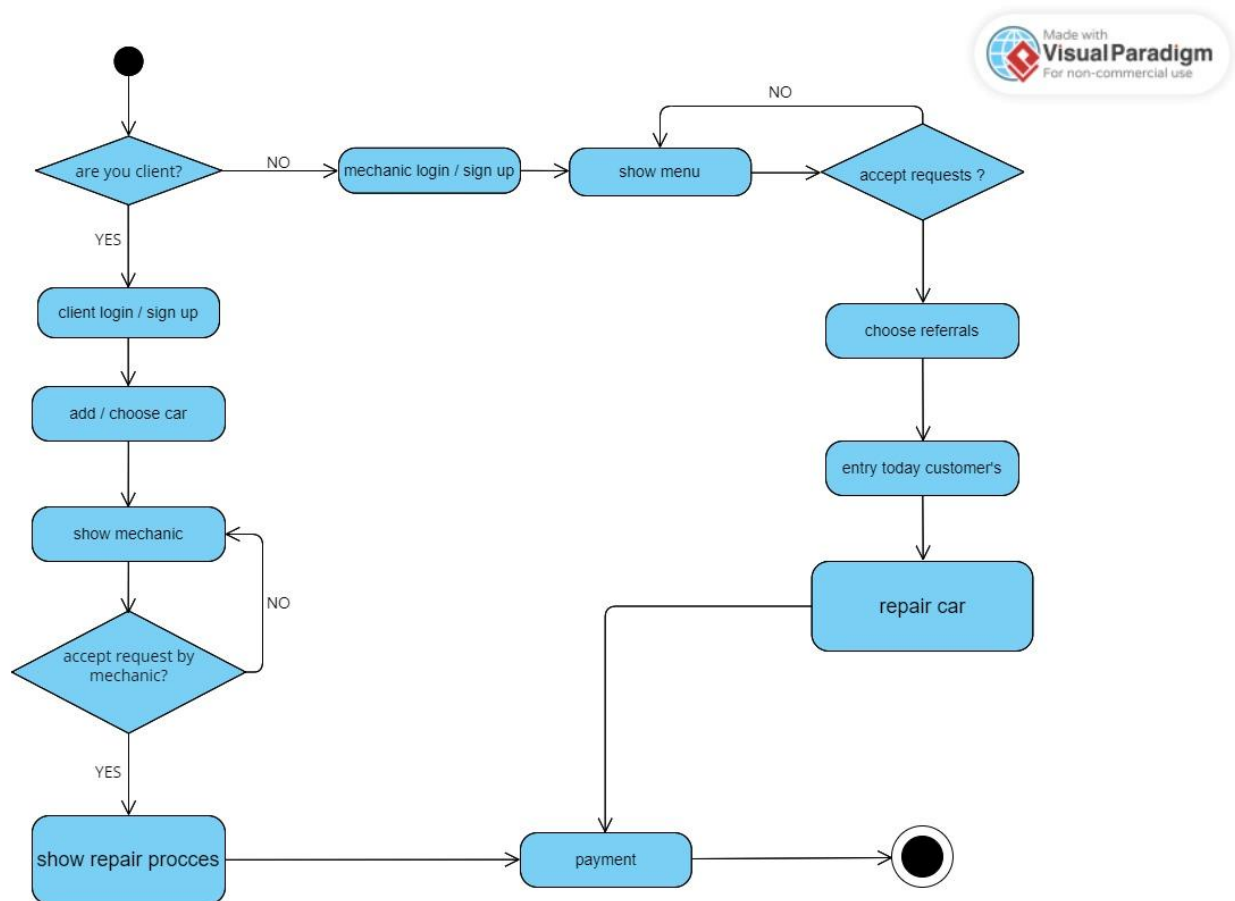 Made with
VisualParadigm
For non-commercial use
NO
are you client?
NO
mechanic login / sign up
show menu
accept requests ?
YES
client login / sign up
choose referrals
add / choose car
entry today customer's
show mechanic
NO
repair car
accept request by
mechanic?
YES
show repair procces
payment